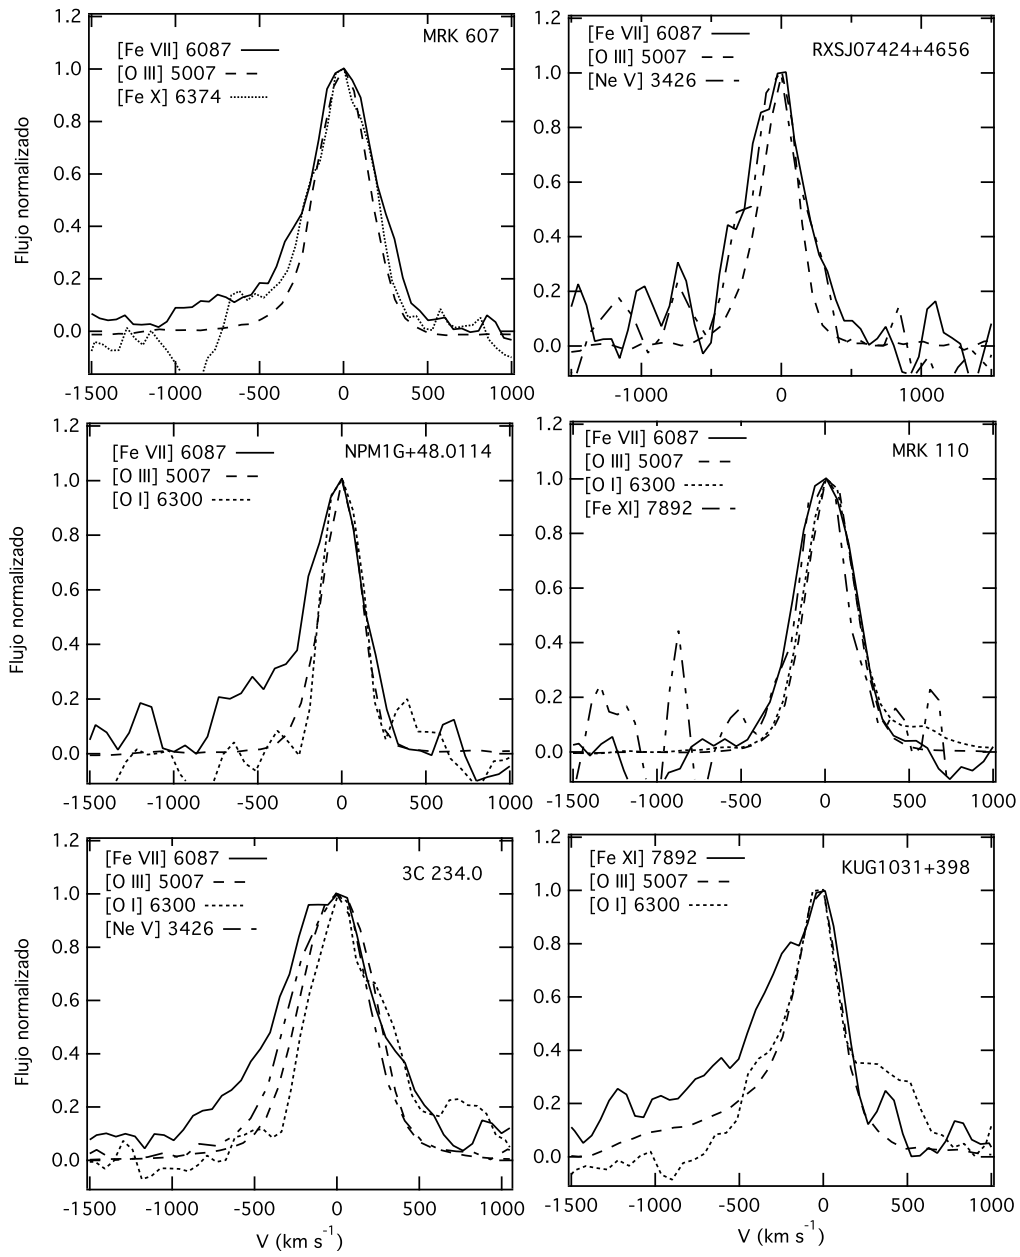 MRK 607
[Fe VII] 6087
[O III] 5007
[Fe X] 6374
1.2
1.0
0.8
0.6
0.4
0.2
0.0
Flujo normalizado
-1500 -1000 -500 0 500 1000
RXSJ07424+4656
[Fe VII] 6087
[O III] 5007
[Ne V] 3426
1.2
1.0
0.8
0.6
0.4
0.2
0.0
-1000 0 1000
NPM1G+48.0114
[Fe VII] 6087
[O III] 5007
[O I] 6300
1.2
1.0
0.8
0.6
0.4
0.2
0.0
Flujo normalizado
-1500 -1000 -500 0 500 1000
MRK 110
[Fe VII] 6087
[O III] 5007
[O I] 6300
[Fe XI] 7892
1.2
1.0
0.8
0.6
0.4
0.2
0.0
-1500 -1000 -500 0 500 1000
3C 234.0
[Fe VII] 6087
[O III] 5007
[O I] 6300
[Ne V] 3426
1.2
1.0
0.8
0.6
0.4
0.2
0.0
Flujo normalizado
-1500 -1000 -500 0 500 1000
V (km s⁻¹)
KUG1031+398
[Fe XI] 7892
[O III] 5007
[O I] 6300
1.2
1.0
0.8
0.6
0.4
0.2
0.0
-1500 -1000 -500 0 500 1000
V (km s⁻¹)